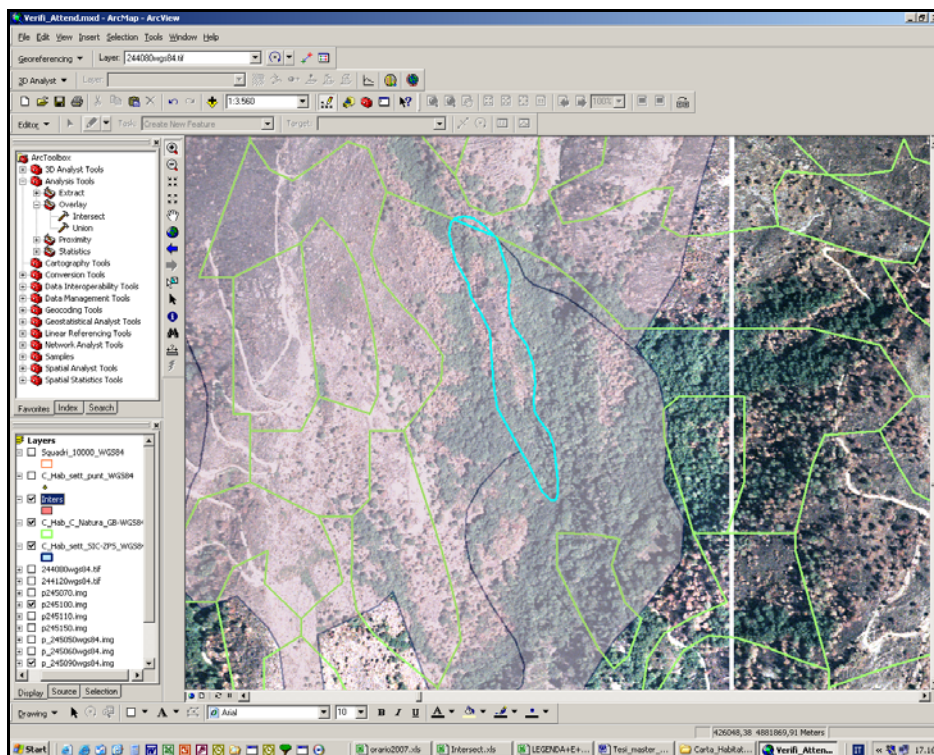 Verifi_Attend.mxd - ArcMap - ArcView
File Edit View Insert Selection Tools Window Help
Georeferencing Layer: 244080wgs84.tif
3D Analyst Layer:
1:3.560 100%
Editor Task: Create New Feature Target:
ArcToolbox
3D Analyst Tools
Analysis Tools
Extract
Overlay
Intersect
Union
Proximity
Statistics
Cartography Tools
Conversion Tools
Data Interoperability Tools
Data Management Tools
Geocoding Tools
Geostatistical Analyst Tools
Linear Referencing Tools
Network Analyst Tools
Samples
Spatial Analyst Tools
Spatial Statistics Tools
Favorites Index Search
Layers
Squadri_10000_WGS84
C_Hab_sett_punt_WGS84
Inters
C_Hab_C_Natura_GB-WGS84
C_Hab_sett_SIC-ZPS_WGS84
244080wgs84.tif
244120wgs84.tif
p245070.img
p245100.img
p245110.img
p245150.img
p_245050wgs84.img
p_245060wgs84.img
p_245090wgs84.img
Display Source Selection
Drawing A Arial 10 B I U A
426048,38 4881869,91 Meters
Start orario2007.xls Intersect.xls LEGENDA+E+... Tesi_master_... Carta_Habitat... Verifi_Atten... IT 17.16